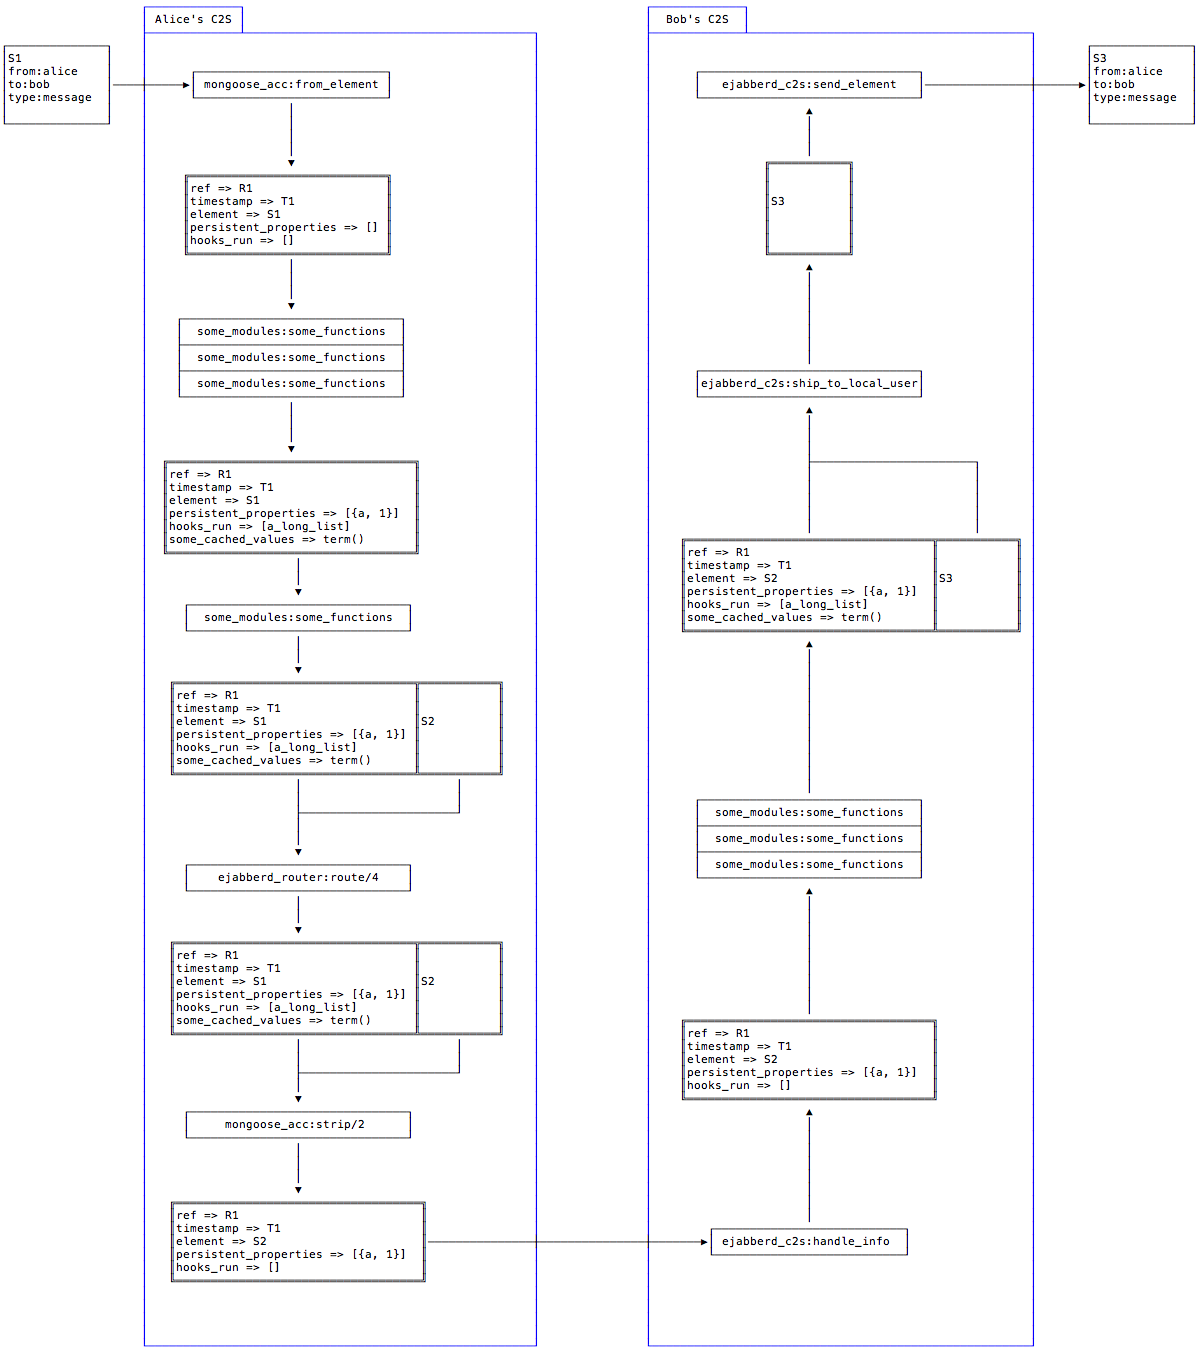 Alice's C2S
S1
from:alice
to:bob
type:message
mongoose_acc:from_element
ref => R1
timestamp => T1
element => S1
persistent_properties => []
hooks_run => []
some_modules:some_functions
some_modules:some_functions
some_modules:some_functions
ref => R1
timestamp => T1
element => S1
persistent_properties => [{a, 1}]
hooks_run => [a_long_list]
some_cached_values => term()
some_modules:some_functions
ref => R1
timestamp => T1
element => S1
persistent_properties => [{a, 1}]
hooks_run => [a_long_list]
some_cached_values => term()
S2
ejabberd_router:route/4
ref => R1
timestamp => T1
element => S1
persistent_properties => [{a, 1}]
hooks_run => [a_long_list]
some_cached_values => term()
S2
mongoose_acc:strip/2
ref => R1
timestamp => T1
element => S2
persistent_properties => [{a, 1}]
hooks_run => []
Bob's C2S
ejabberd_c2s:send_element
S3
from:alice
to:bob
type:message
S3
ejabberd_c2s:ship_to_local_user
ref => R1
timestamp => T1
element => S2
persistent_properties => [{a, 1}]
hooks_run => [a_long_list]
some_cached_values => term()
S3
some_modules:some_functions
some_modules:some_functions
some_modules:some_functions
ref => R1
timestamp => T1
element => S2
persistent_properties => [{a, 1}]
hooks_run => []
ejabberd_c2s:handle_info